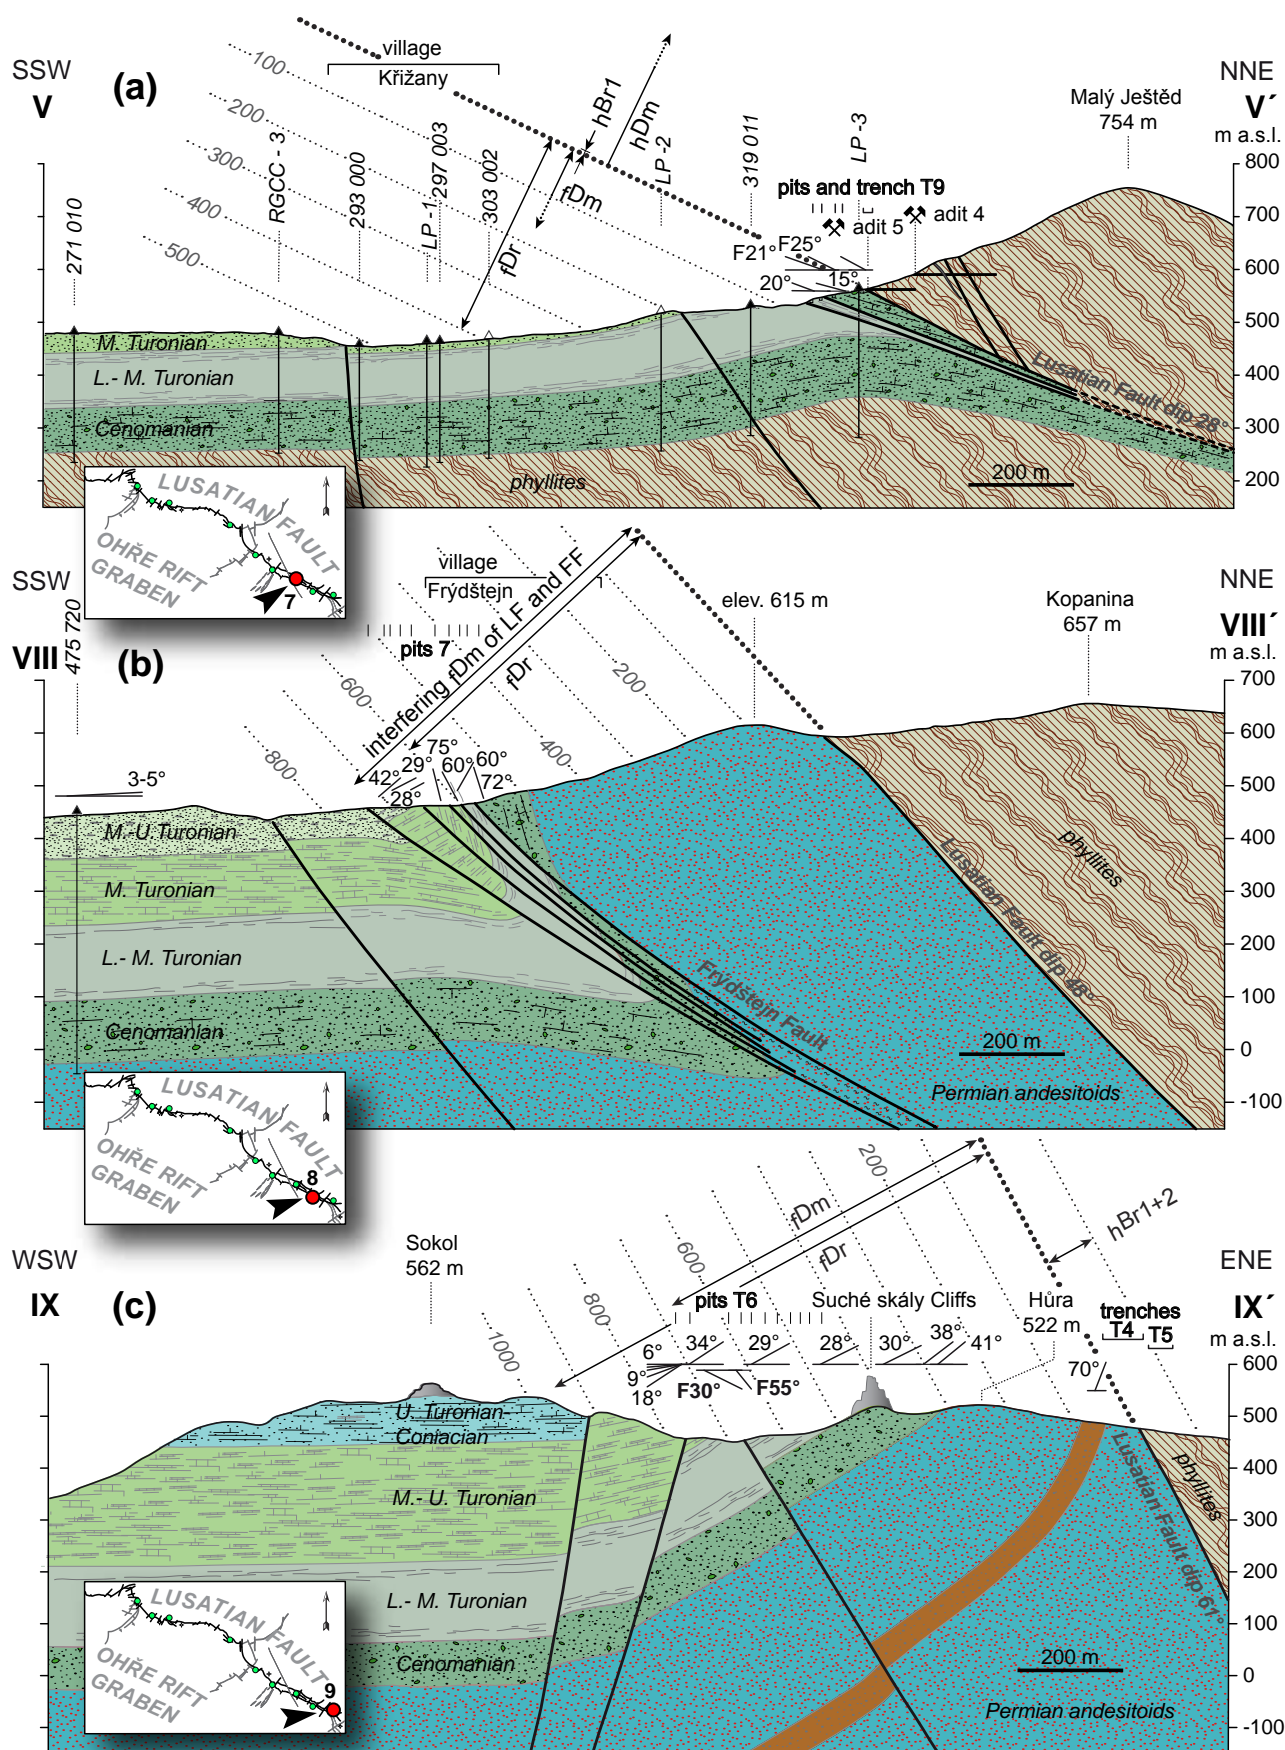 SSW
V
(a)
village
Křižany
NNE
V´
m a.s.l.
Malý Ještěd
754 m
100
200
300
400
500
hBr1
hDm
fDm
fDr
271 010
RGCC - 3
293 000
LP -1
297 003
303 002
LP -2
319 011
LP -3
pits and trench T9
adit 5
adit 4
F21°
F25°
20°
15°
800
700
600
500
400
300
200
M. Turonian
L.- M. Turonian
Cenomanian
phyllites
Lusatian Fault dip 28°
200 m
LUSATIAN FAULT
OHŘE RIFT
GRABEN
7
SSW
VIII
(b)
475 720
village
Frýdštejn
pits 7
interfering fDm of LF and FF
fDr
800
600
400
200
elev. 615 m
Kopanina
657 m
NNE
VIII´
m a.s.l.
3-5°
42°
28°
29°
75°
60°
60°
72°
700
600
500
400
300
200
100
0
-100
M.-U. Turonian
M. Turonian
L.- M. Turonian
Cenomanian
Frýdštejn Fault
Lusatian Fault dip 48°
phyllites
Permian andesitoids
200 m
LUSATIAN FAULT
OHŘE RIFT
GRABEN
8
WSW
IX
(c)
Sokol
562 m
1000
800
600
200
fDm
fDr
hBr1+2
pits T6
Suché skály Cliffs
Hůra
522 m
trenches
T4
T5
ENE
IX´
m a.s.l.
6°
9°
18°
34°
F30°
29°
F55°
28°
30°
38°
41°
70°
600
500
400
300
200
100
0
-100
U. Turonian-
Coniacian
M.- U. Turonian
L.- M. Turonian
Cenomanian
Lusatian Fault dip 61°
phyllites
200 m
Permian andesitoids
LUSATIAN FAULT
OHŘE RIFT
GRABEN
9